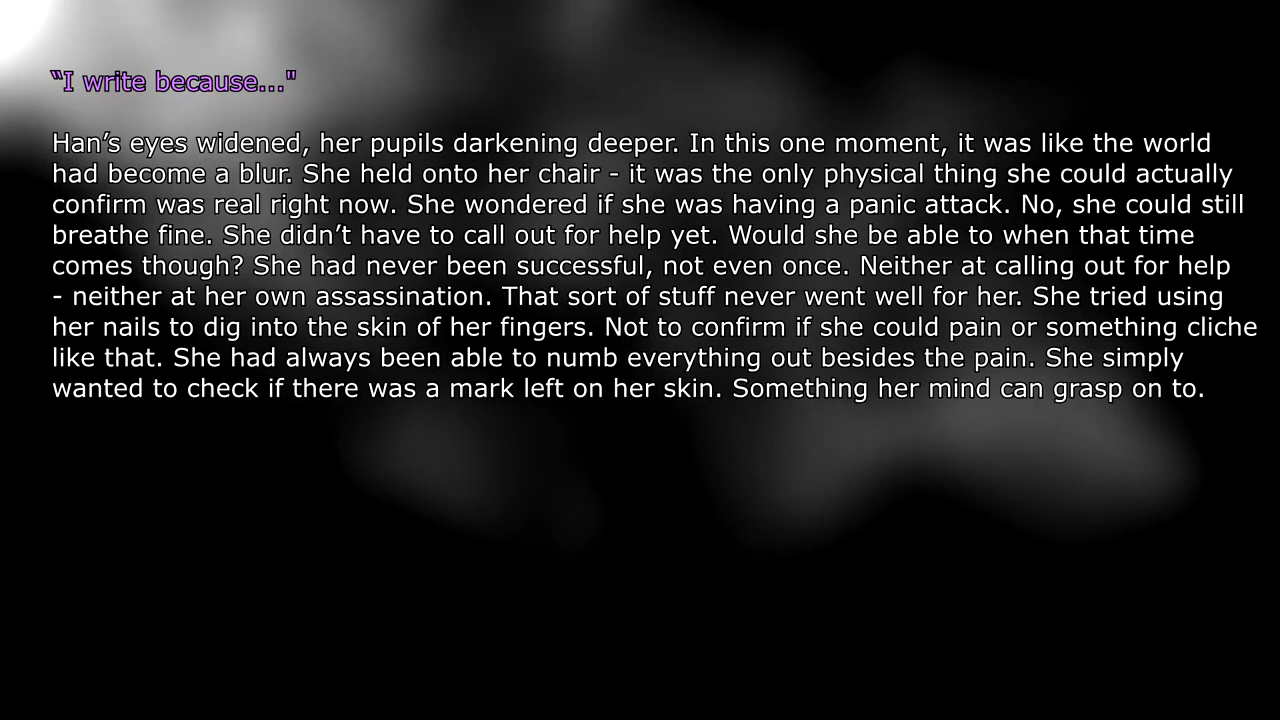 “I write because..."
Han’s eyes widened, her pupils darkening deeper. In this one moment, it was like the world
had become a blur. She held onto her chair - it was the only physical thing she could actually
confirm was real right now. She wondered if she was having a panic attack. No, she could still
breathe fine. She didn’t have to call out for help yet. Would she be able to when that time
comes though? She had never been successful, not even once. Neither at calling out for help
- neither at her own assassination. That sort of stuff never went well for her. She tried using
her nails to dig into the skin of her fingers. Not to confirm if she could pain or something cliche
like that. She had always been able to numb everything out besides the pain. She simply
wanted to check if there was a mark left on her skin. Something her mind can grasp on to.